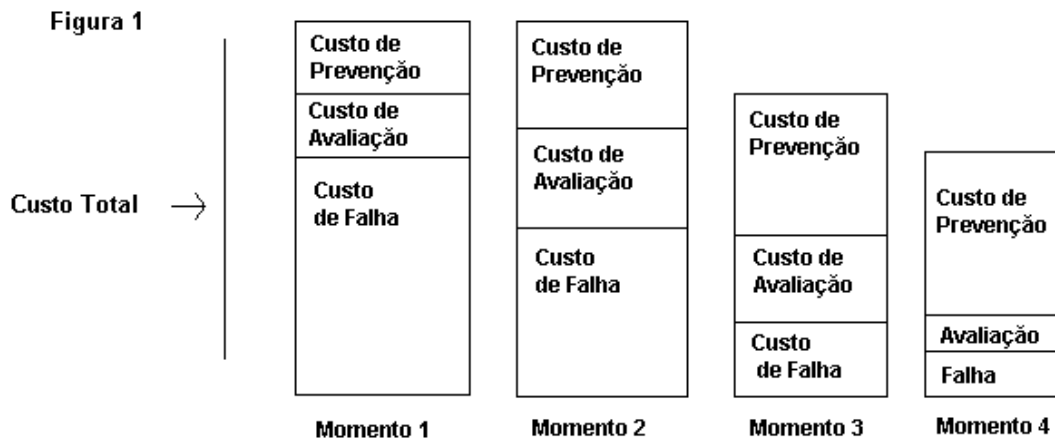 Figura 1
Custo Total
Custo de
Prevenção
Custo de
Avaliação
Custo
de Falha
Momento 1
Custo de
Prevenção
Custo de
Avaliação
Custo
de Falha
Momento 2
Custo de
Prevenção
Custo de
Avaliação
Custo
de Falha
Momento 3
Custo de
Prevenção
Avaliação
Falha
Momento 4